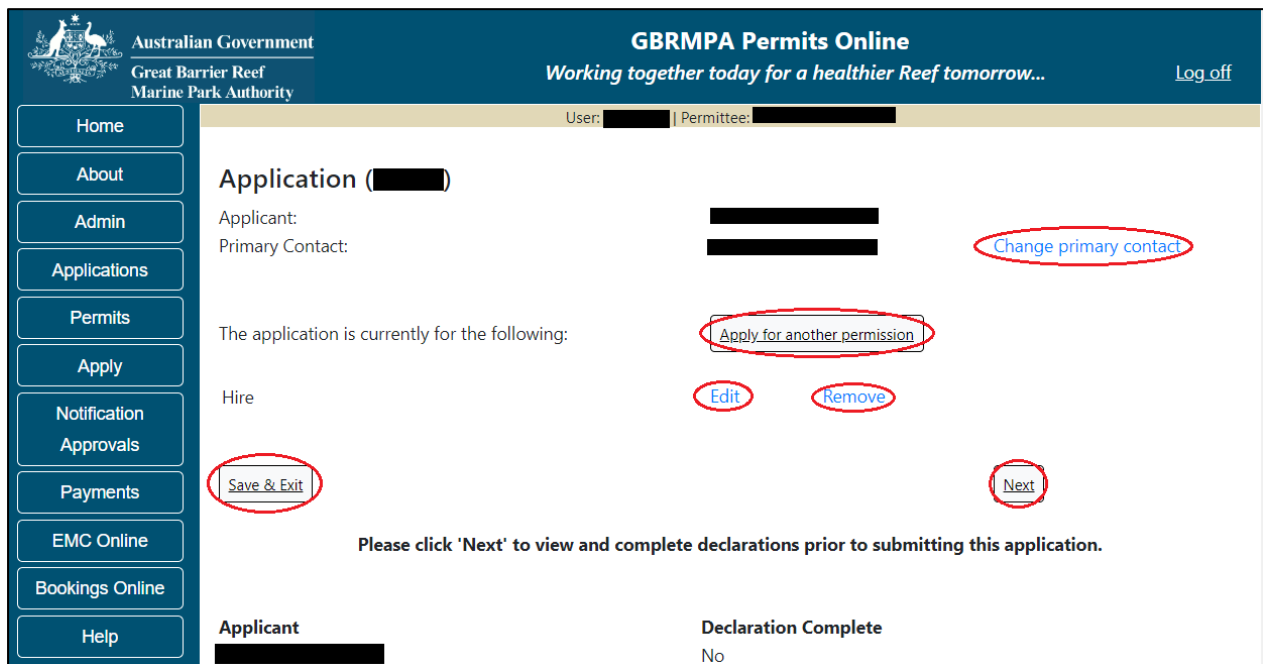 Australian Government
Great Barrier Reef
Marine Park Authority
GBRMPA Permits Online
Working together today for a healthier Reef tomorrow...
Log off
Home
About
Admin
Applications
Permits
Apply
Notification
Approvals
Payments
EMC Online
Bookings Online
Help
User: | Permittee:
Application ( )
Applicant:
Primary Contact:
Change primary contact
The application is currently for the following:
Apply for another permission
Hire
Edit
Remove
Save & Exit
Next
Please click 'Next' to view and complete declarations prior to submitting this application.
Applicant
Declaration Complete
No